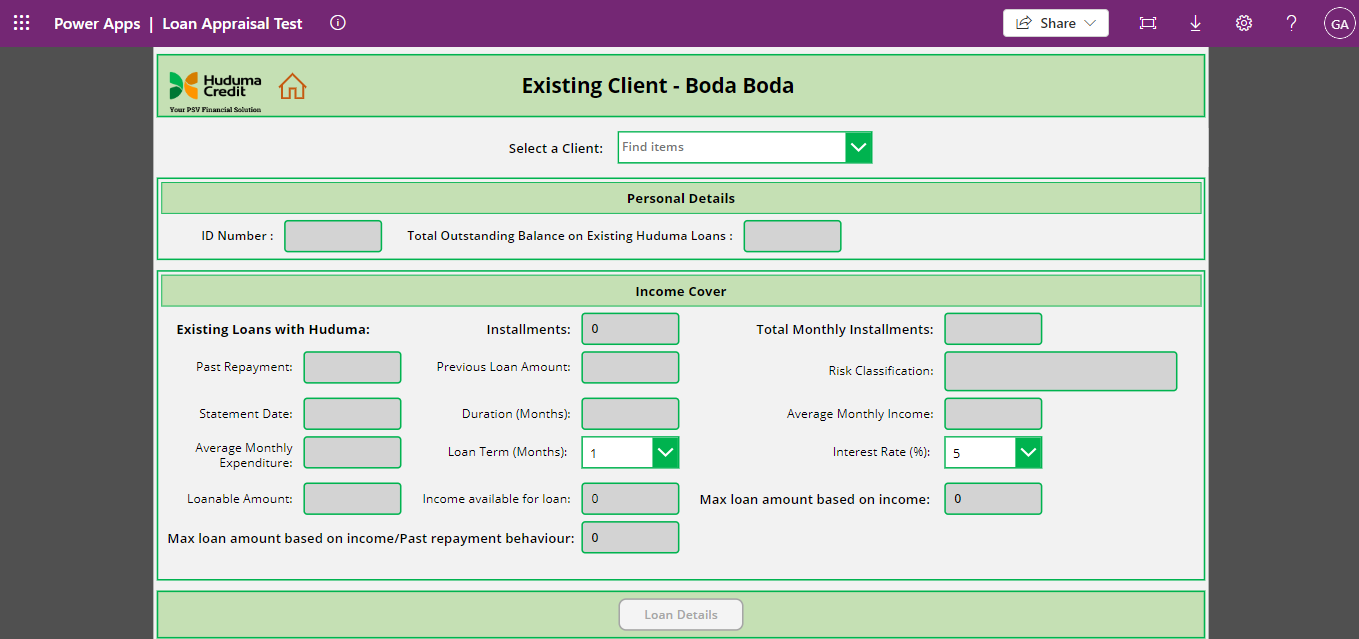 Power Apps | Loan Appraisal Test
Share
?
GA
Huduma
Credit
Your PSV Financial Solution
Existing Client - Boda Boda
Select a Client:
Find items
Personal Details
ID Number :
Total Outstanding Balance on Existing Huduma Loans :
Income Cover
Existing Loans with Huduma:
Installments:
0
Total Monthly Installments:
Past Repayment:
Previous Loan Amount:
Risk Classification:
Statement Date:
Duration (Months):
Average Monthly Income:
Average Monthly
Expenditure:
Loan Term (Months):
1
Interest Rate (%):
5
Loanable Amount:
Income available for loan:
0
Max loan amount based on income:
0
Max loan amount based on income/Past repayment behaviour:
0
Loan Details